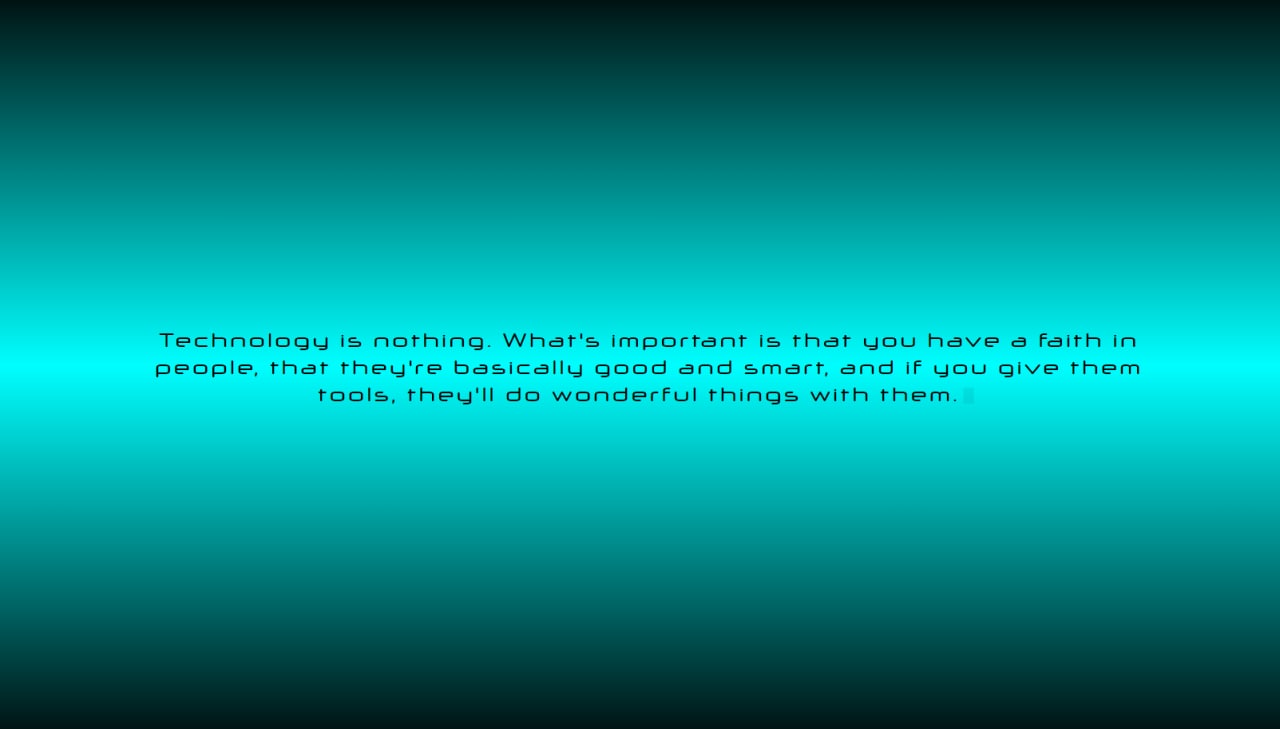 Technology is nothing. What's important is that you have a faith in
people, that they're basically good and smart, and if you give them
tools, they'll do wonderful things with them.